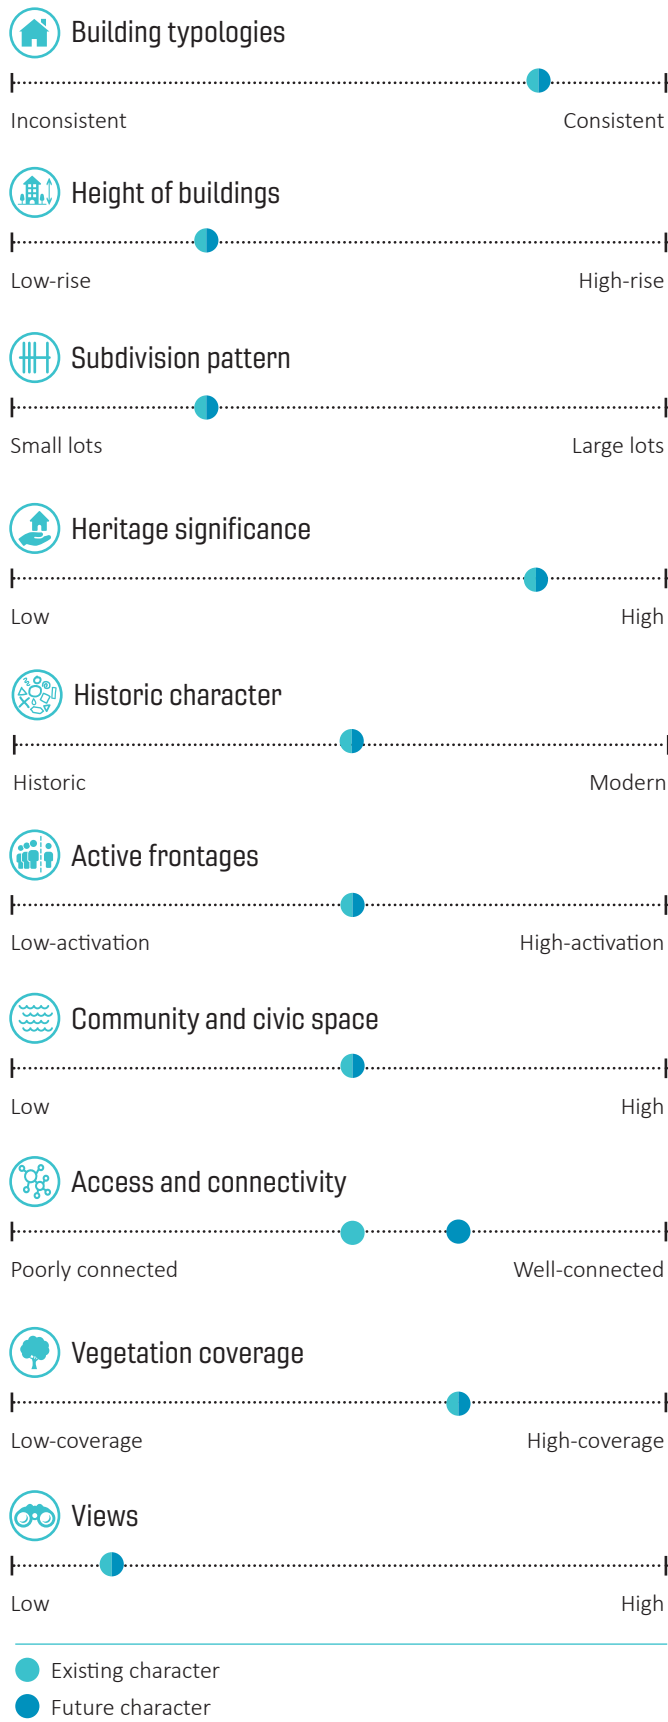 Building typologies
Inconsistent Consistent
Height of buildings
Low-rise High-rise
Subdivision pattern
Small lots Large lots
Heritage significance
Low High
Historic character
Historic Modern
Active frontages
Low-activation High-activation
Community and civic space
Low High
Access and connectivity
Poorly connected Well-connected
Vegetation coverage
Low-coverage High-coverage
Views
Low High
Existing character
Future character